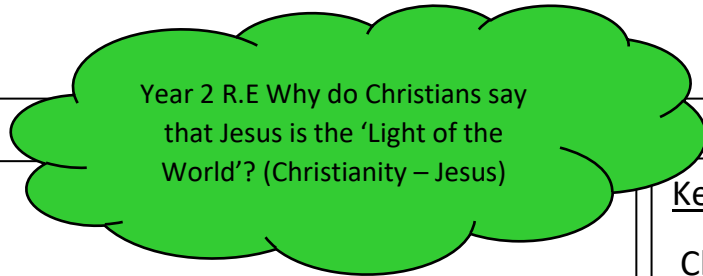 Year 2 R.E Why do Christians say
that Jesus is the ‘Light of the
World’? (Christianity – Jesus)